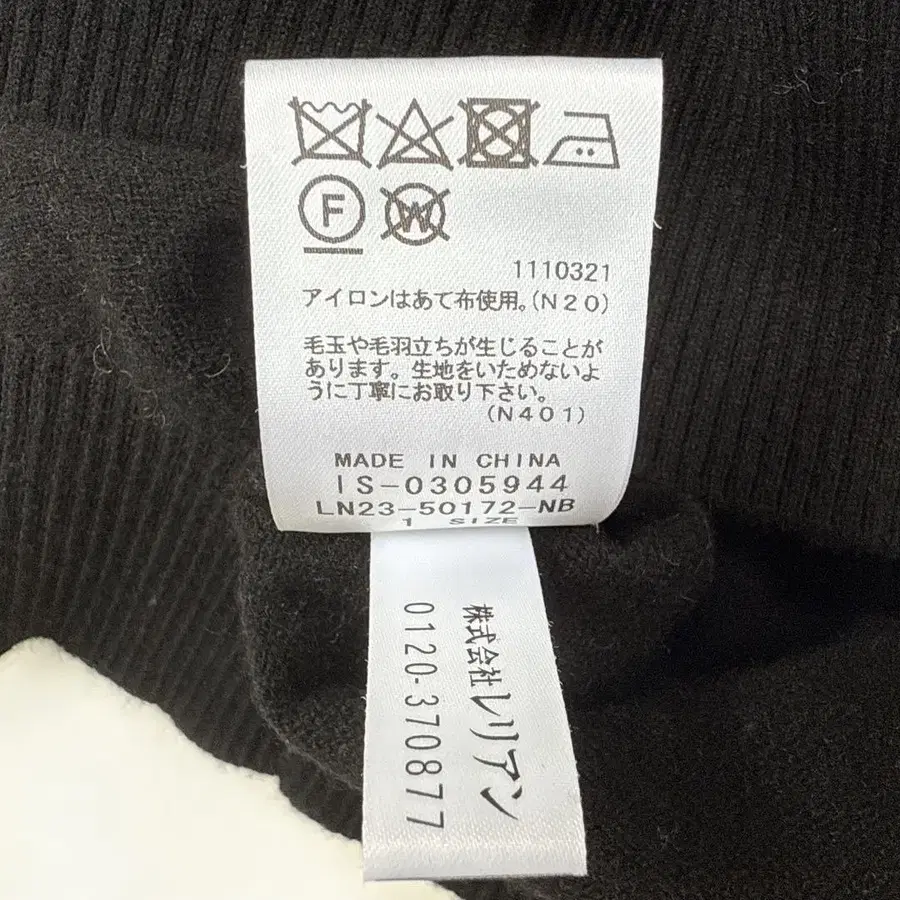 F
W
1110321
アイロンはあて布使用。(N20)
毛玉や毛羽立ちが生じることが
あります。生地をいためないよ
うに丁寧にお取り下さい。
(N401)
MADE IN CHINA
IS-0305944
LN23-50172-NB
1 SIZE
株式会社レリアン
0120-370877